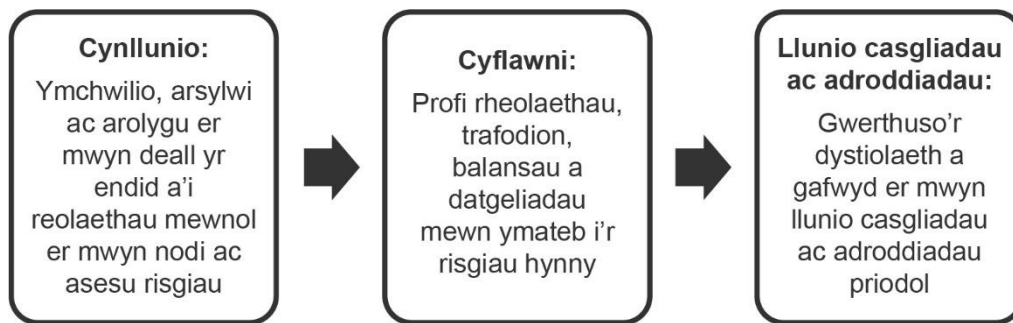 Cynllunio:
Ymchwilio, arsylwi
ac arolygu er
mwyn deall yr
endid a'i
reolaethau mewnol
er mwyn nodi ac
asesu risgiau
Cyflawni:
Profi rheolaethau,
trafodion,
balansau a
datgeliadau
mewn ymateb i'r
risgiau hynny
Llunio casgliadau
ac adroddiadau:
Gwerthuso'r
dystiolaeth a
gafwyd er mwyn
llunio casgliadau
ac adroddiadau
priodol